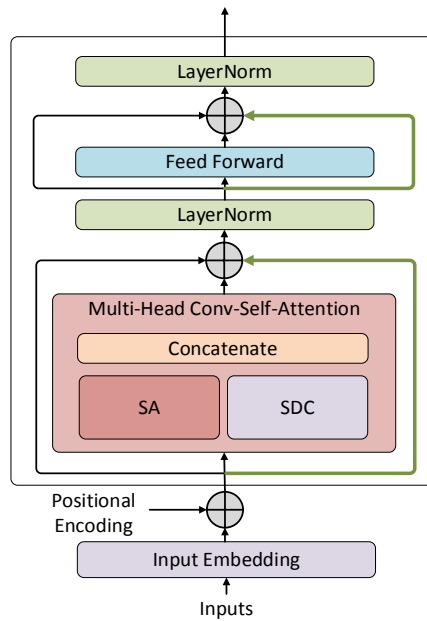 LayerNorm
Feed Forward
LayerNorm
Multi-Head Conv-Self-Attention
Concatenate
SA
SDC
Positional
Encoding
Input Embedding
Inputs